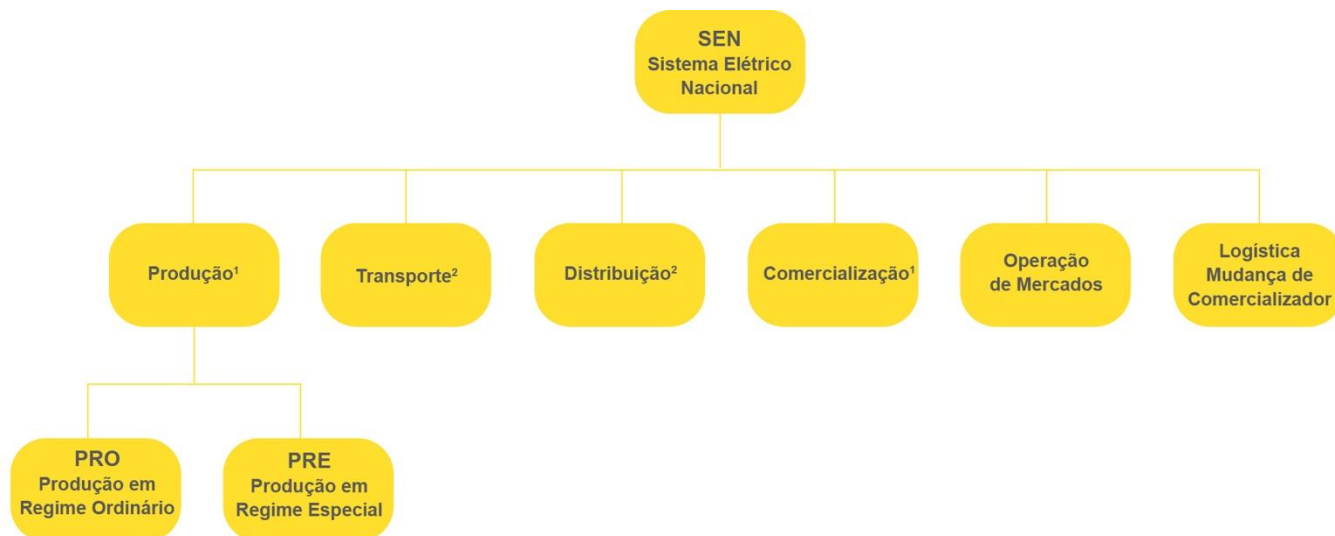 SEN
Sistema Elétrico
Nacional
Produção¹
Transporte²
Distribuição²
Comercialização¹
Operação
de Mercados
Logística
Mudança de
Comercializador
PRO
Produção em
Regime Ordinário
PRE
Produção em
Regime Especial